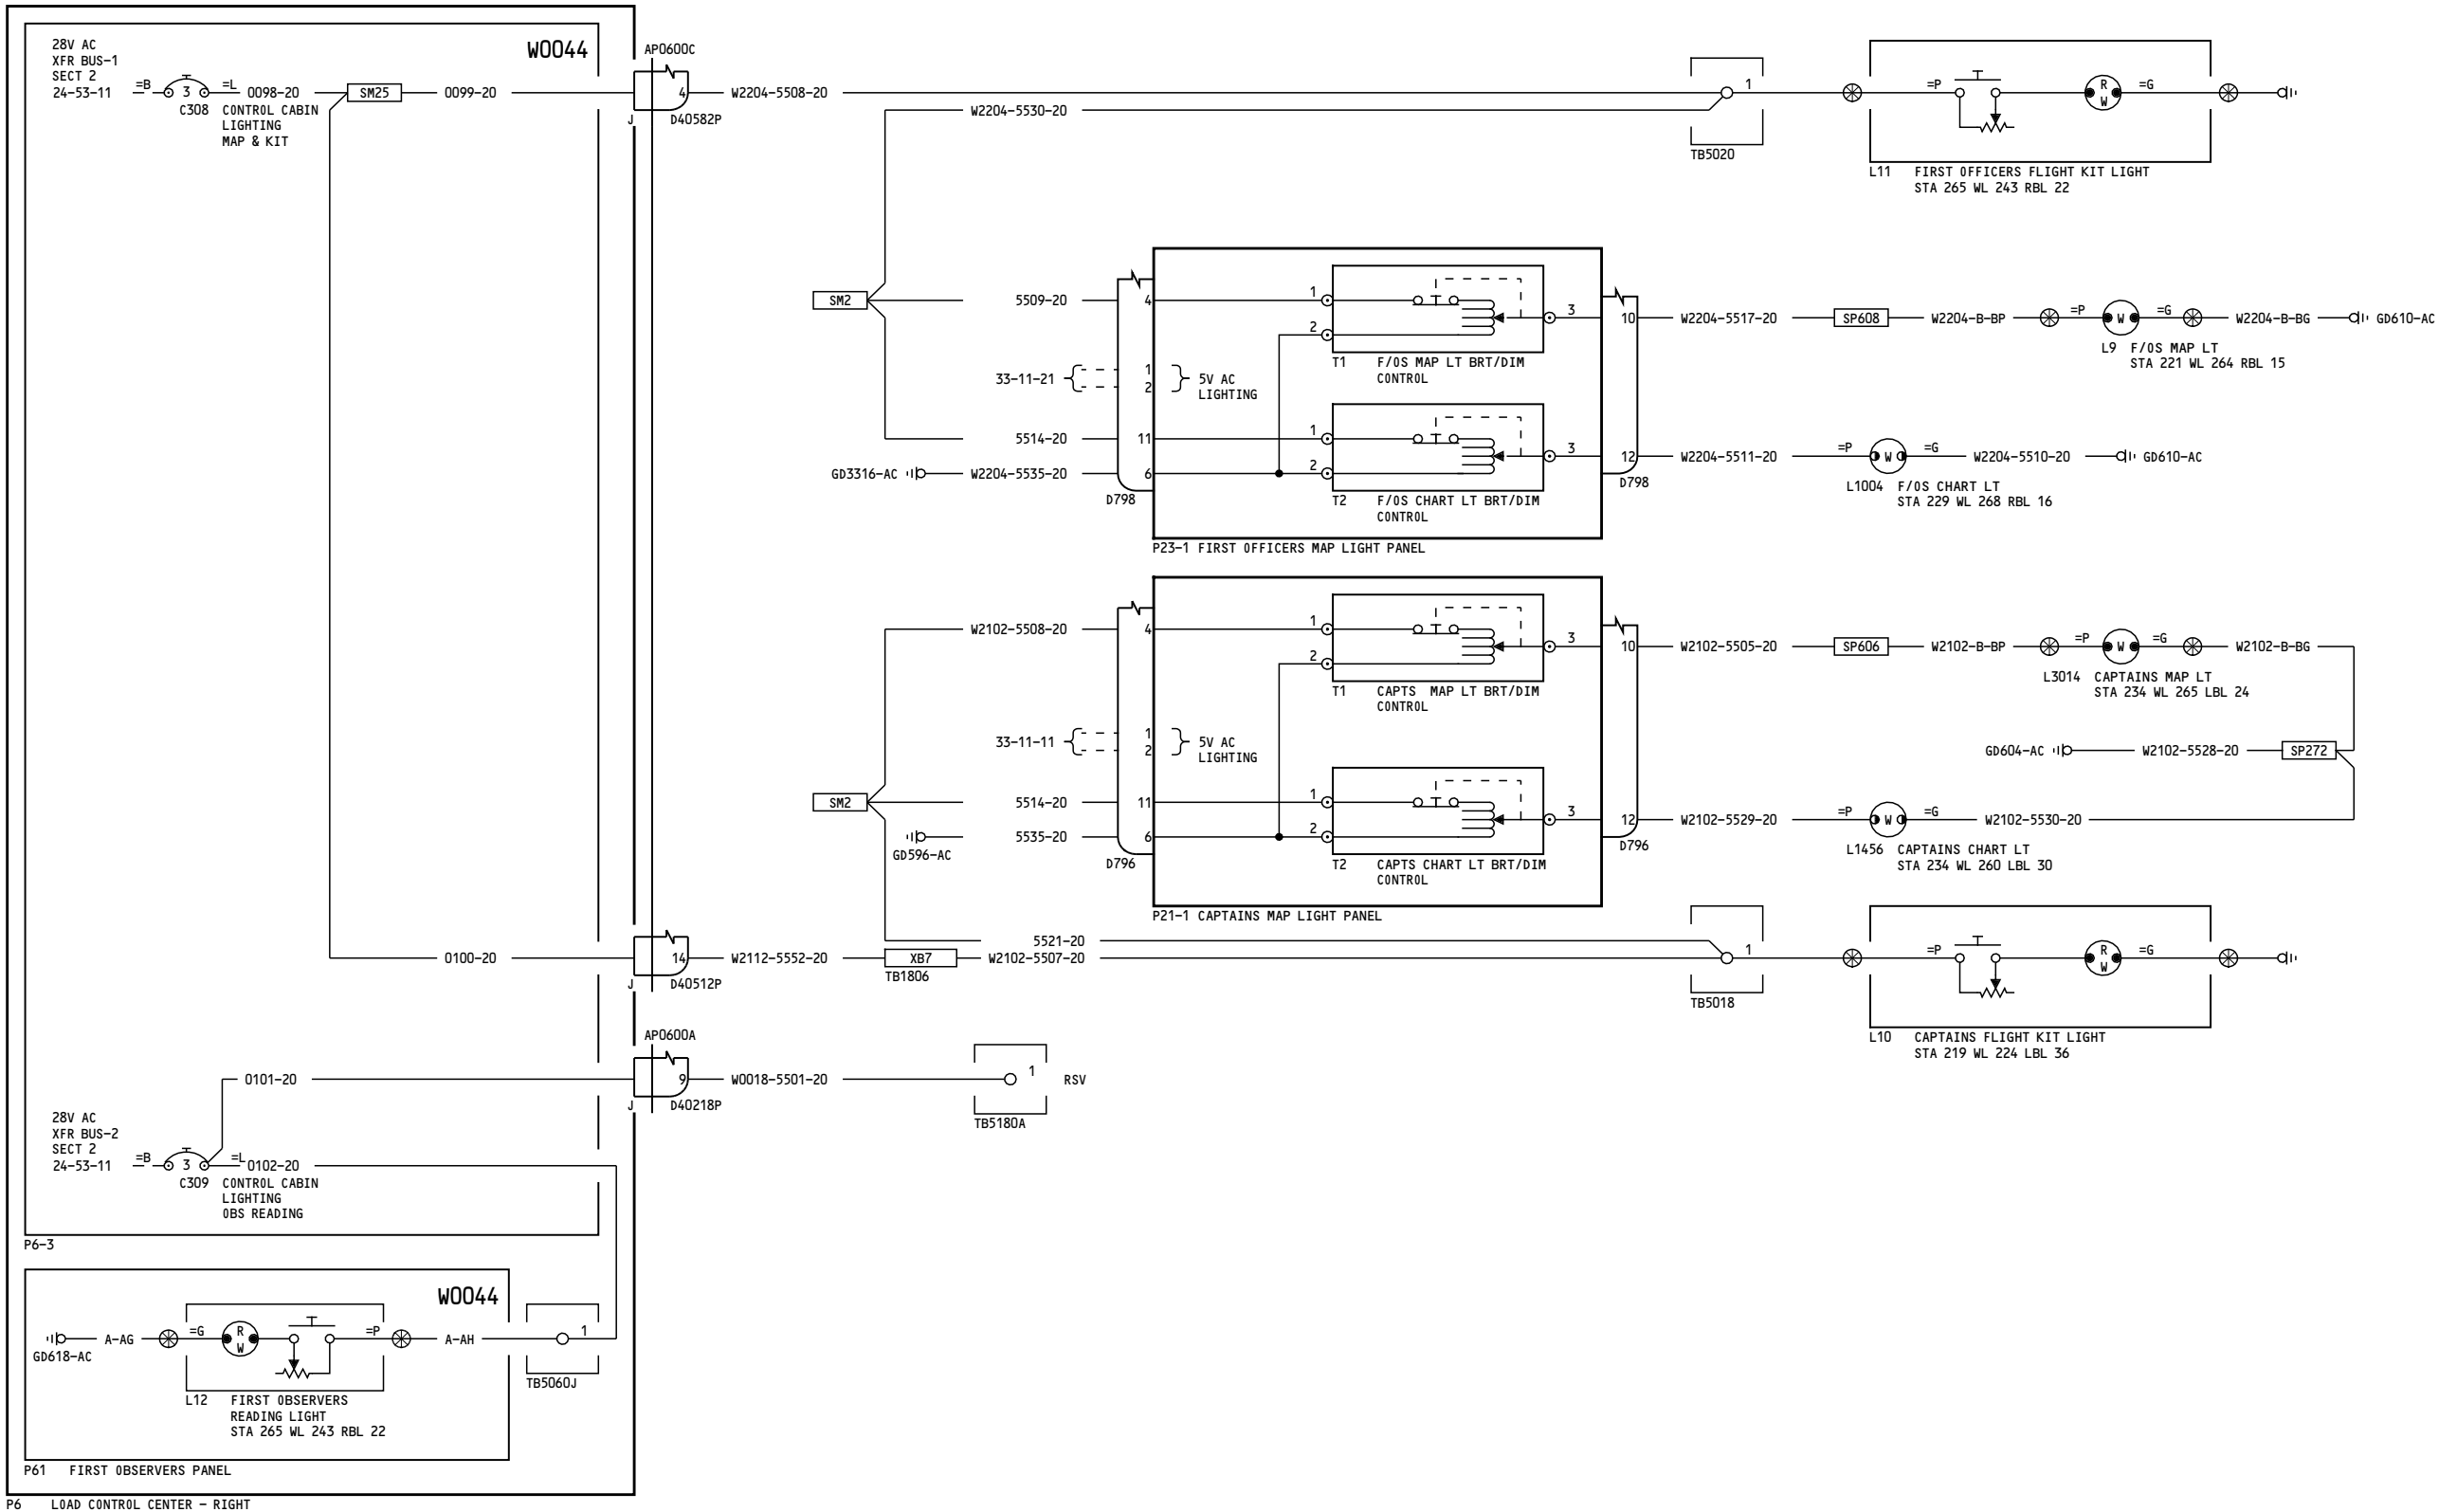 28V AC
XFR BUS-1
SECT 2
24-53-11
=B
3
=L
0098-20
SM25
0099-20
C308
CONTROL CABIN
LIGHTING
MAP & KIT
W0044
AP0600C
4
J
D40582P
W2204-5508-20
W2204-5530-20
1
TB5020
=P
R
W
=G
L11
FIRST OFFICERS FLIGHT KIT LIGHT
STA 265 WL 243 RBL 22
SM2
5509-20
4
33-11-21
1
2
5V AC
LIGHTING
5514-20
11
GD3316-AC
W2204-5535-20
6
D798
1
2
3
T1
F/OS MAP LT BRT/DIM
CONTROL
1
2
3
T2
F/OS CHART LT BRT/DIM
CONTROL
10
12
D798
P23-1 FIRST OFFICERS MAP LIGHT PANEL
W2204-5517-20
SP608
W2204-B-BP
=P
W
=G
W2204-B-BG
GD610-AC
L9
F/OS MAP LT
STA 221 WL 264 RBL 15
W2204-5511-20
=P
W
=G
W2204-5510-20
GD610-AC
L1004
F/OS CHART LT
STA 229 WL 268 RBL 16
W2102-5508-20
4
33-11-11
1
2
5V AC
LIGHTING
SM2
5514-20
11
GD596-AC
5535-20
6
D796
1
2
3
T1
CAPTS MAP LT BRT/DIM
CONTROL
1
2
3
T2
CAPTS CHART LT BRT/DIM
CONTROL
10
12
D796
P21-1 CAPTAINS MAP LIGHT PANEL
W2102-5505-20
SP606
W2102-B-BP
=P
W
=G
W2102-B-BG
L3014
CAPTAINS MAP LT
STA 234 WL 265 LBL 24
GD604-AC
W2102-5528-20
SP272
W2102-5529-20
=P
W
=G
W2102-5530-20
L1456
CAPTAINS CHART LT
STA 234 WL 260 LBL 30
0100-20
14
J
D40512P
W2112-5552-20
XB7
TB1806
5521-20
W2102-5507-20
1
TB5018
=P
R
W
=G
L10
CAPTAINS FLIGHT KIT LIGHT
STA 219 WL 224 LBL 36
AP0600A
0101-20
9
J
D40218P
W0018-5501-20
1
RSV
TB5180A
28V AC
XFR BUS-2
SECT 2
24-53-11
=B
3
=L
0102-20
C309
CONTROL CABIN
LIGHTING
OBS READING
P6-3
W0044
GD618-AC
A-AG
=G
R
W
=P
A-AH
1
TB5060J
L12
FIRST OBSERVERS
READING LIGHT
STA 265 WL 243 RBL 22
P61
FIRST OBSERVERS PANEL
P6
LOAD CONTROL CENTER - RIGHT